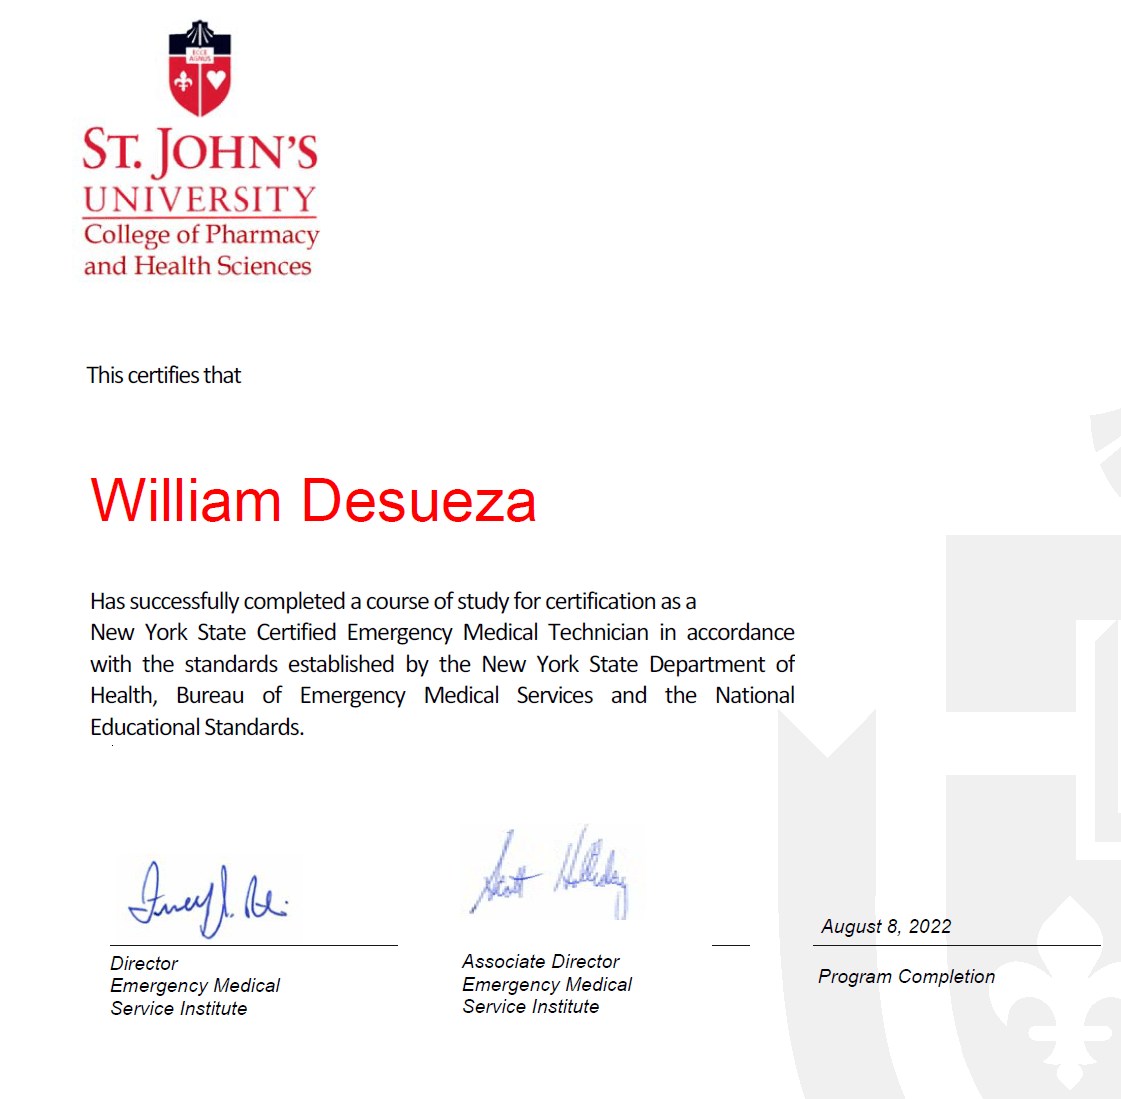 ECCE
AGNUS
ST. JOHN'S
UNIVERSITY
College of Pharmacy
and Health Sciences
This certifies that
William Desueza
Has successfully completed a course of study for certification as a
New York State Certified Emergency Medical Technician in accordance
with the standards established by the New York State Department of
Health, Bureau of Emergency Medical Services and the National
Educational Standards.
Scott Holliday
August 8, 2022
Director
Emergency Medical
Service Institute
Associate Director
Emergency Medical
Service Institute
Program Completion